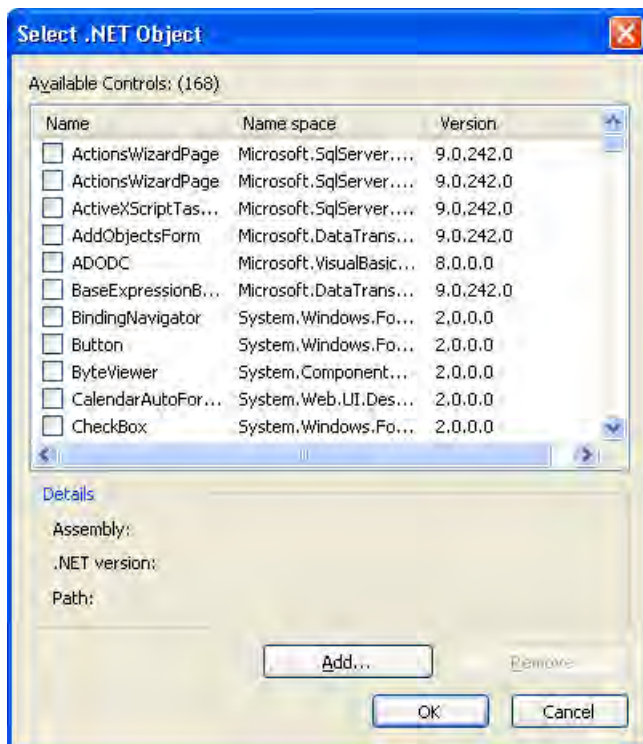 Select .NET Object
Available Controls: (168)
Name Name space Version
ActionsWizardPage Microsoft.SqlServer.... 9.0.242.0
ActionsWizardPage Microsoft.SqlServer.... 9.0.242.0
ActiveXScriptTas... Microsoft.SqlServer.... 9.0.242.0
AddObjectsForm Microsoft.DataTrans... 9.0.242.0
ADODC Microsoft.VisualBasic... 8.0.0.0
BaseExpressionB... Microsoft.DataTrans... 9.0.242.0
BindingNavigator System.Windows.Fo... 2.0.0.0
Button System.Windows.Fo... 2.0.0.0
ByteViewer System.Component... 2.0.0.0
CalendarAutoFor... System.Web.UI.Des... 2.0.0.0
CheckBox System.Windows.Fo... 2.0.0.0
Details
Assembly:
.NET version:
Path:
Add... Remove
OK Cancel